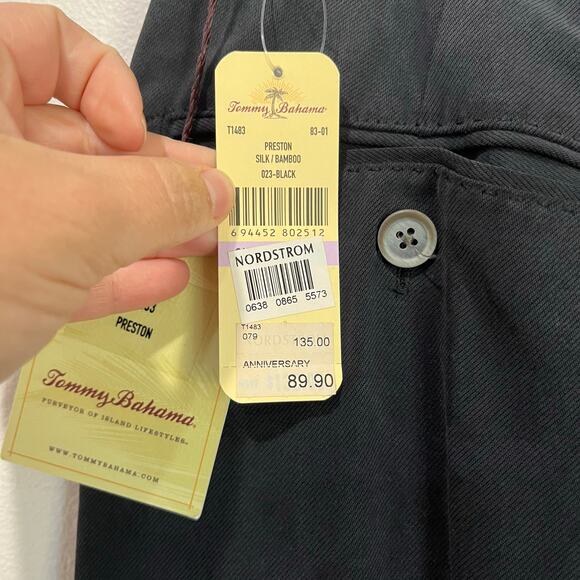 Tommy Bahama
T1483 83-01
PRESTON
SILK / BAMBOO
023-BLACK
6 94452 802512
NORDSTROM
0638 0865 5573
T1483
079 135.00
ANNIVERSARY
89.90
PRESTON
Tommy Bahama
PURVEYOR OF ISLAND LIFESTYLES™
WWW.TOMMYBAHAMA.COM